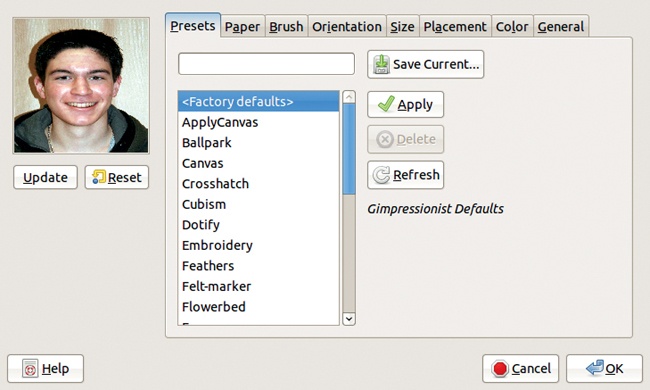 Presets Paper Brush Orientation Size Placement Color General
Save Current...
<Factory defaults>
ApplyCanvas
Ballpark
Canvas
Crosshatch
Cubism
Dotify
Embroidery
Feathers
Felt-marker
Flowerbed
Apply
Delete
Refresh
Gimpressionist Defaults
Update Reset
Help Cancel OK